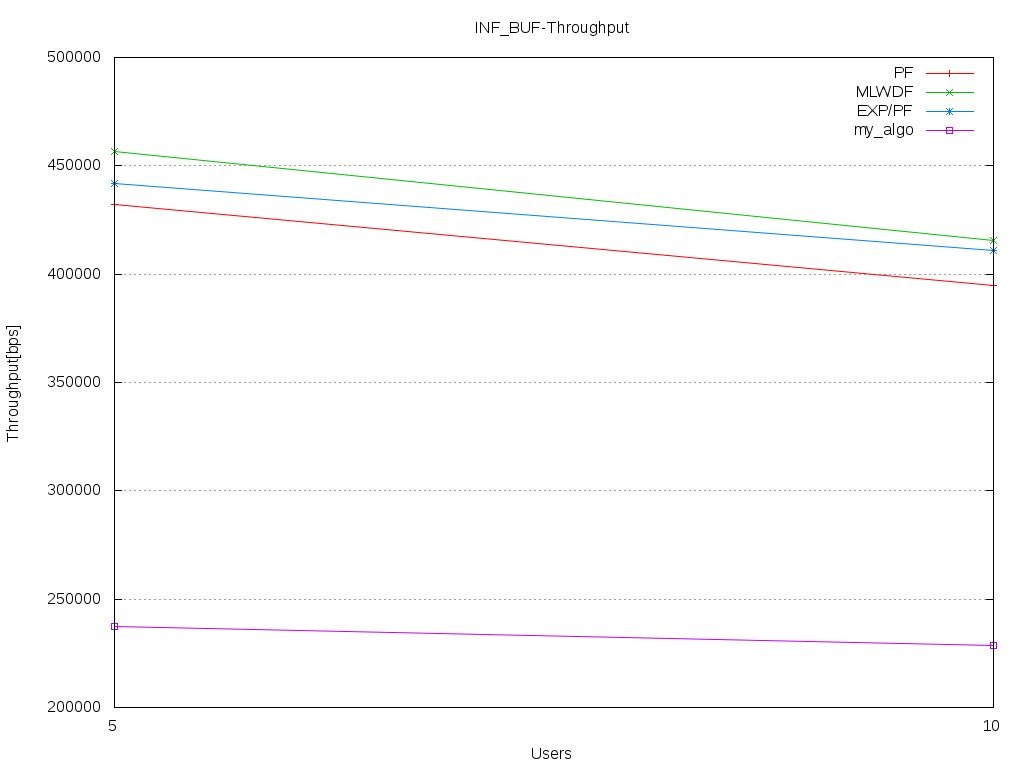 INF_BUF-Throughput
500000
PF
MLWDF
EXP/PF
my_algo
450000
400000
350000
Throughput[bps]
300000
250000
200000
5
10
Users